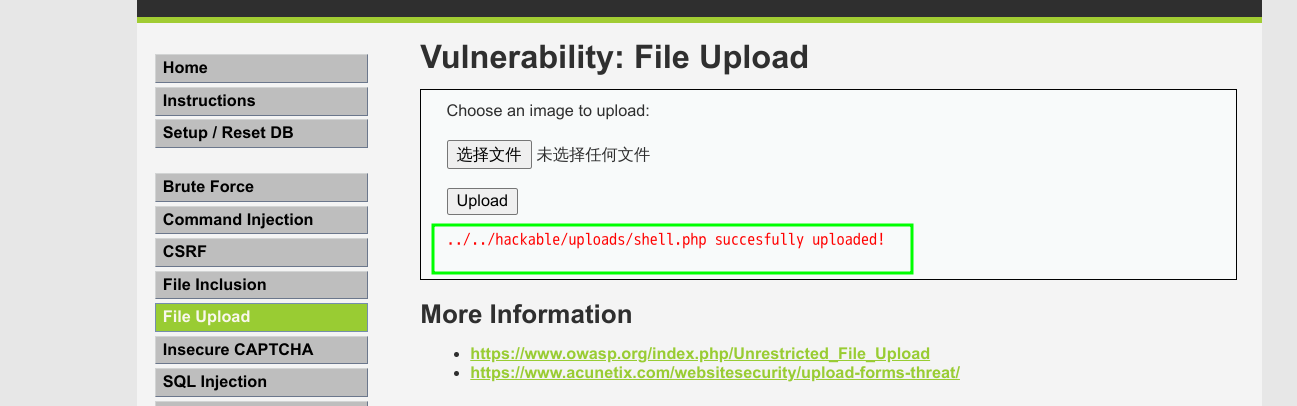 Home
Instructions
Setup / Reset DB
Brute Force
Command Injection
CSRF
File Inclusion
File Upload
Insecure CAPTCHA
SQL Injection
Vulnerability: File Upload
Choose an image to upload:
选择文件 未选择任何文件
Upload
../../hackable/uploads/shell.php succesfully uploaded!
More Information
https://www.owasp.org/index.php/Unrestricted_File_Upload
https://www.acunetix.com/websitesecurity/upload-forms-threat/